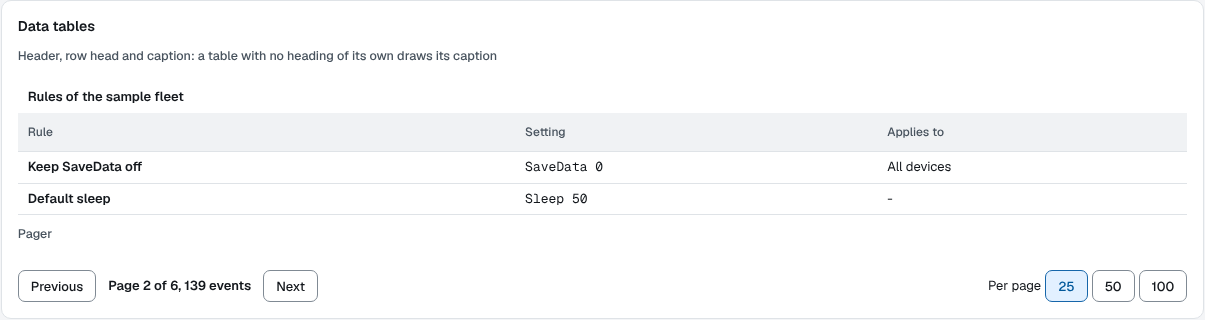 Data tables
Header, row head and caption: a table with no heading of its own draws its caption
Rules of the sample fleet
Rule Setting Applies to
Keep SaveData off SaveData 0 All devices
Default sleep Sleep 50 -
Pager
Previous Page 2 of 6, 139 events Next Per page 25 50 100